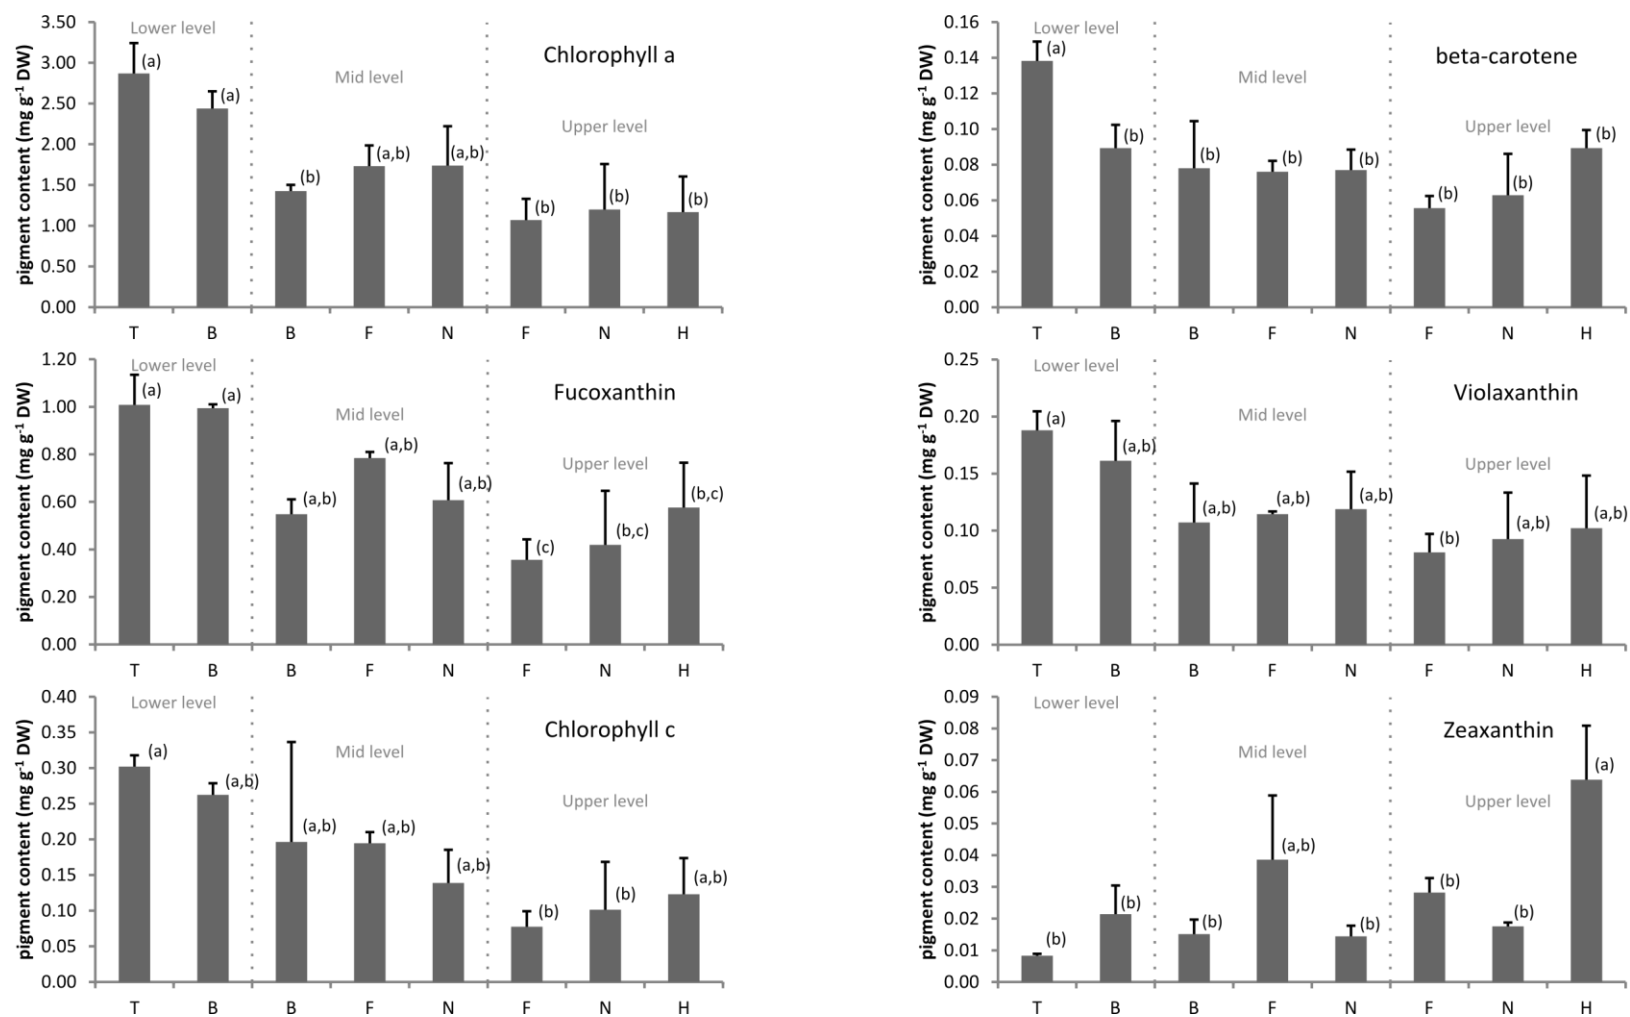 Chlorophyll a
pigment content (mg g-1 DW)
3.50
3.00
2.50
2.00
1.50
1.00
0.50
0.00
Lower level
Mid level
Upper level
(a)
(a)
(b)
(a,b)
(a,b)
(b)
(b)
(b)
T B B F N F N H
beta-carotene
pigment content (mg g-1 DW)
0.16
0.14
0.12
0.10
0.08
0.06
0.04
0.02
0.00
Lower level
Mid level
Upper level
(a)
(b)
(b)
(b)
(b)
(b)
(b)
(b)
T B B F N F N H
Fucoxanthin
pigment content (mg g-1 DW)
1.20
1.00
0.80
0.60
0.40
0.20
0.00
Lower level
Mid level
Upper level
(a)
(a)
(a,b)
(a,b)
(a,b)
(c)
(b,c)
(b,c)
T B B F N F N H
Violaxanthin
pigment content (mg g-1 DW)
0.25
0.20
0.15
0.10
0.05
0.00
Lower level
Mid level
Upper level
(a)
(a,b)
(a,b)
(a,b)
(a,b)
(b)
(a,b)
(a,b)
T B B F N F N H
Chlorophyll c
pigment content (mg g-1 DW)
0.40
0.35
0.30
0.25
0.20
0.15
0.10
0.05
0.00
Lower level
Mid level
Upper level
(a)
(a,b)
(a,b)
(a,b)
(a,b)
(b)
(b)
(a,b)
T B B F N F N H
Zeaxanthin
pigment content (mg g-1 DW)
0.09
0.08
0.07
0.06
0.05
0.04
0.03
0.02
0.01
0.00
Lower level
Mid level
Upper level
(b)
(b)
(b)
(a,b)
(b)
(b)
(b)
(a)
T B B F N F N H